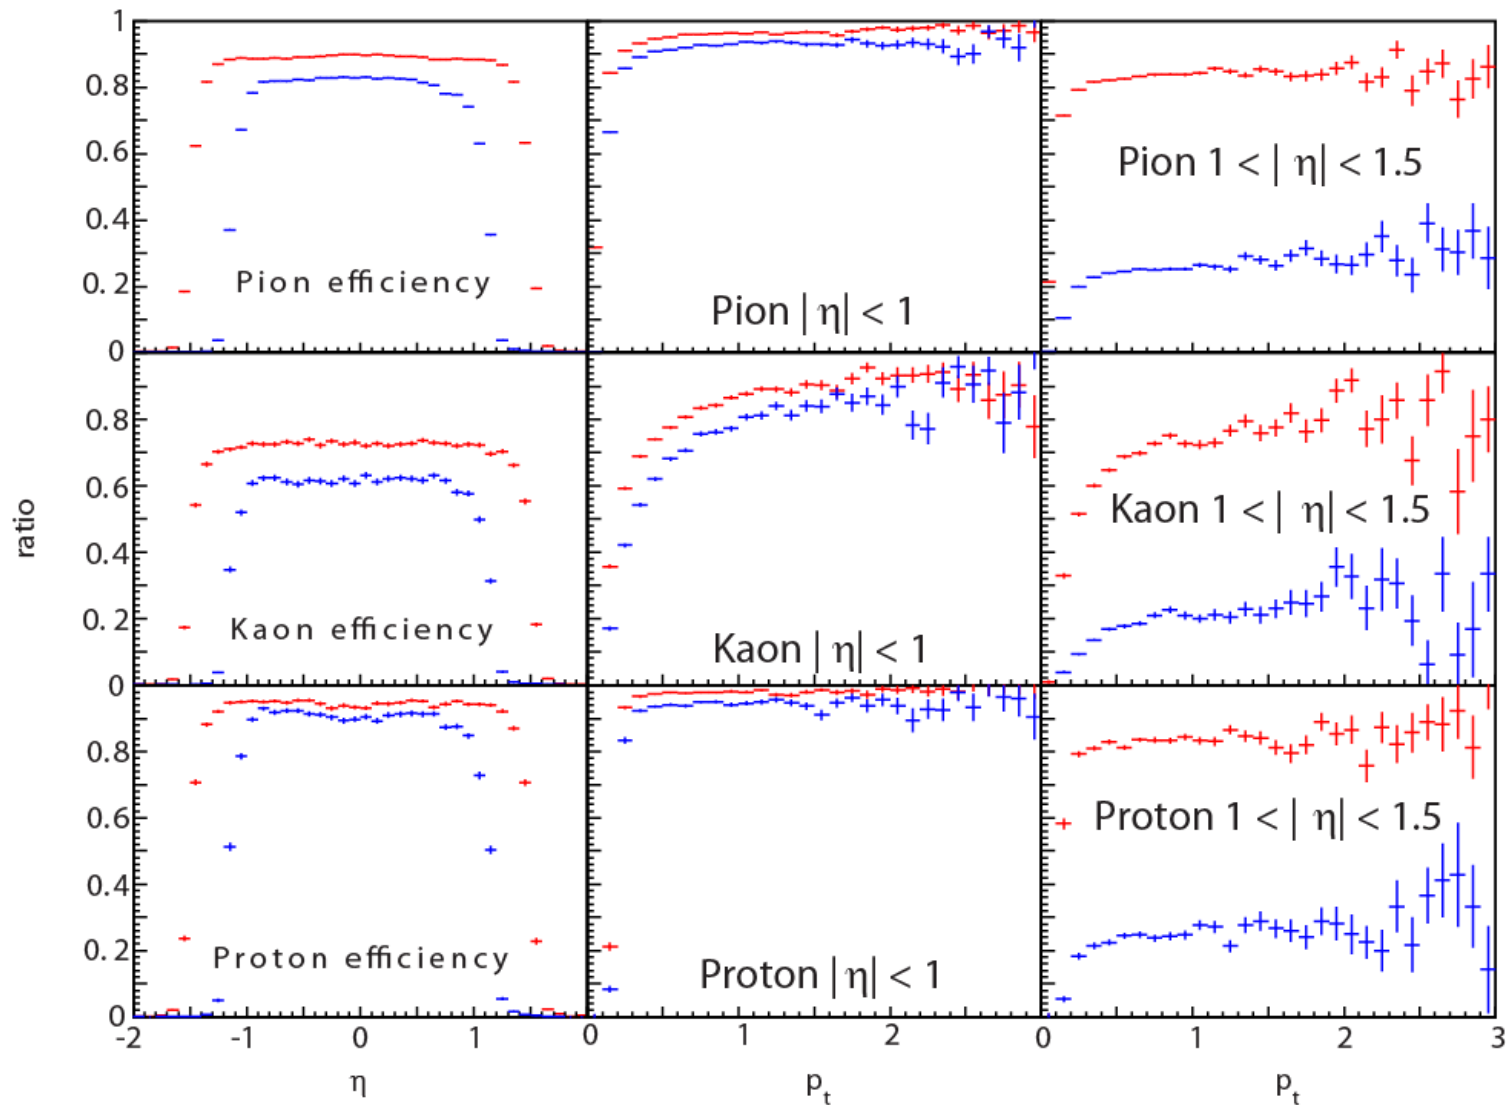 1
0.8
0.6
0.4
0.2
0
Pion efficiency
Pion | η| < 1
Pion 1 < | η| < 1.5
0.8
0.6
0.4
0.2
0
Kaon efficiency
Kaon | η| < 1
Kaon 1 < | η| < 1.5
ratio
0.8
0.6
0.4
0.2
0
Proton efficiency
Proton | η| < 1
Proton 1 < | η| < 1.5
-2 -1 0 1 0 1 2 0 1 2 3
η p_t p_t